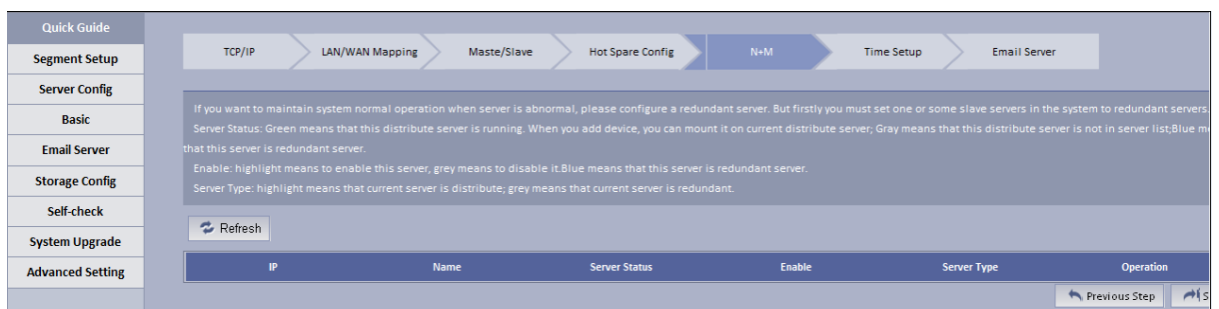 Quick Guide
Segment Setup
Server Config
Basic
Email Server
Storage Config
Self-check
System Upgrade
Advanced Setting
TCP/IP LAN/WAN Mapping Maste/Slave Hot Spare Config N+M Time Setup Email Server
If you want to maintain system normal operation when server is abnormal, please configure a redundant server. But firstly you must set one or some slave servers in the system to redundant servers.
Server Status: Green means that this distribute server is running. When you add device, you can mount it on current distribute server; Gray means that this distribute server is not in server list;Blue
that this server is redundant server.
Enable: highlight means to enable this server, grey means to disable it.Blue means that this server is redundant server.
Server Type: highlight means that current server is distribute; grey means that current server is redundant.
Refresh
IP Name Server Status Enable Server Type Operation
Previous Step